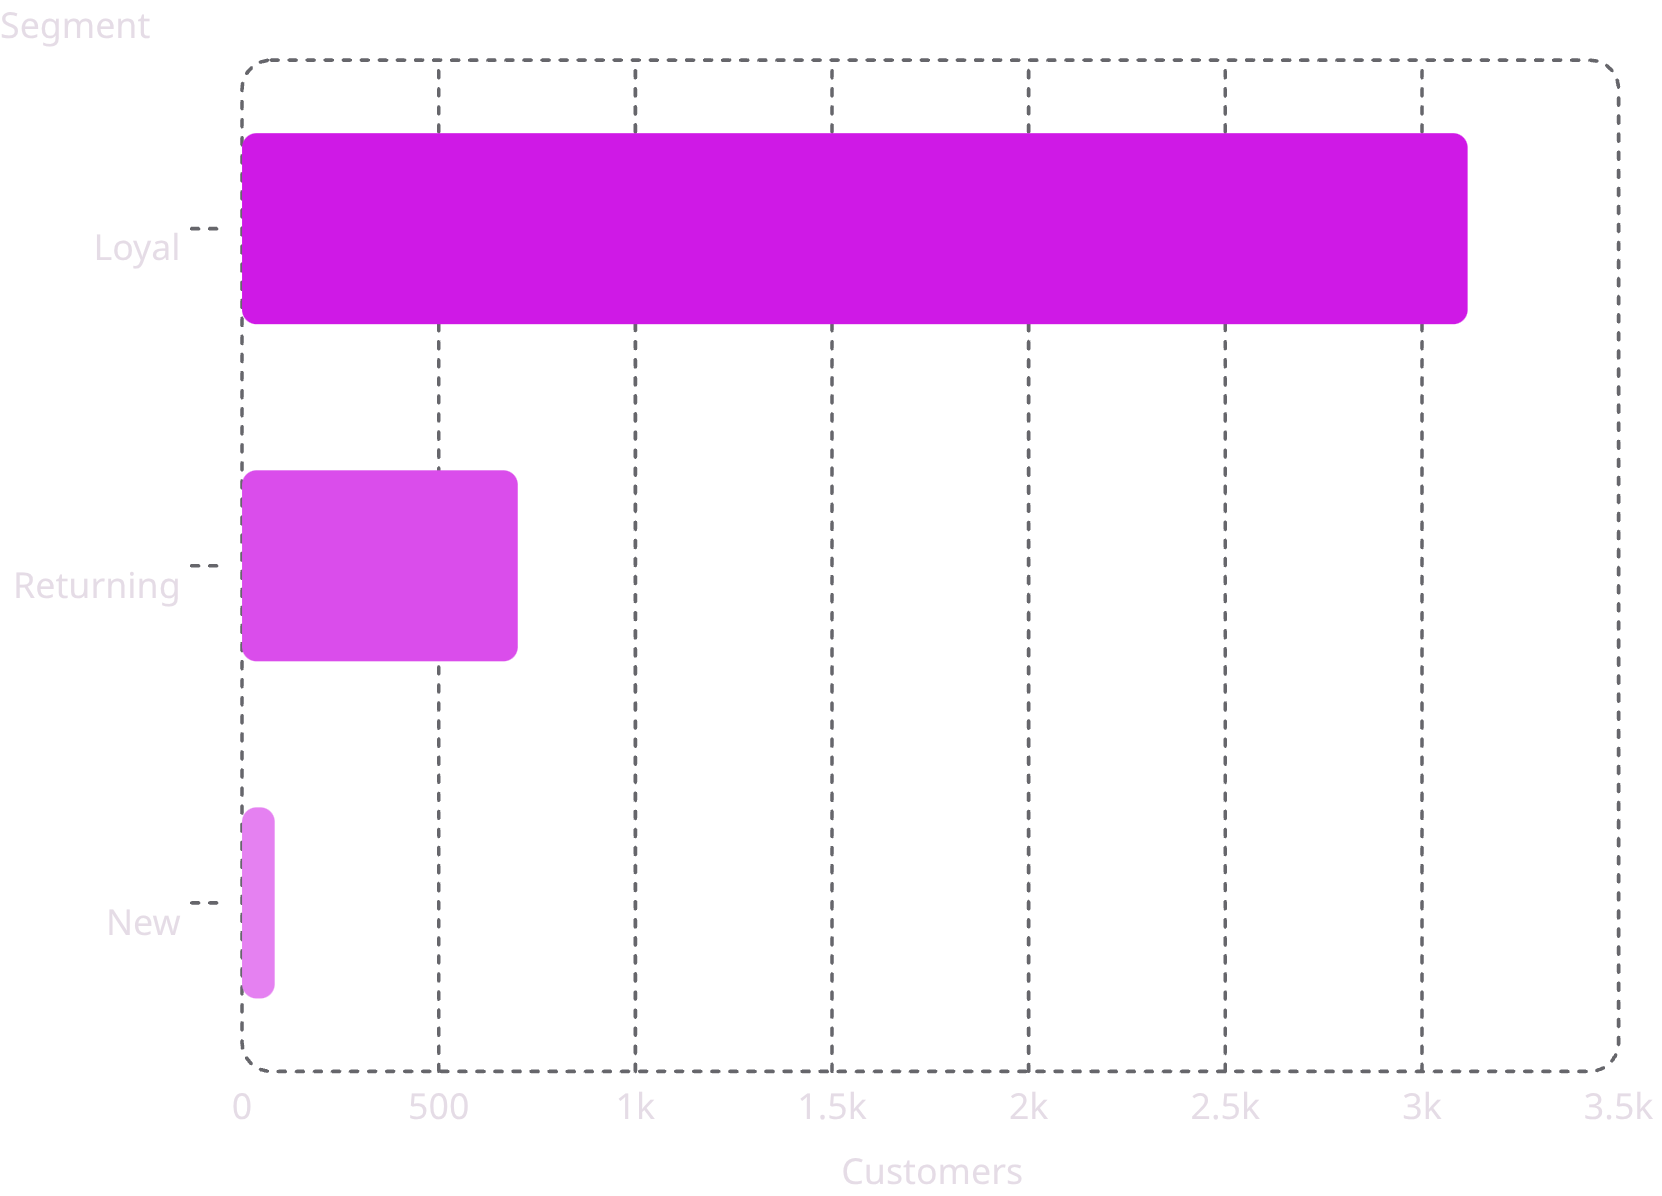 Segment
Loyal
Returning
New
0 500 1k 1.5k 2k 2.5k 3k 3.5k
Customers